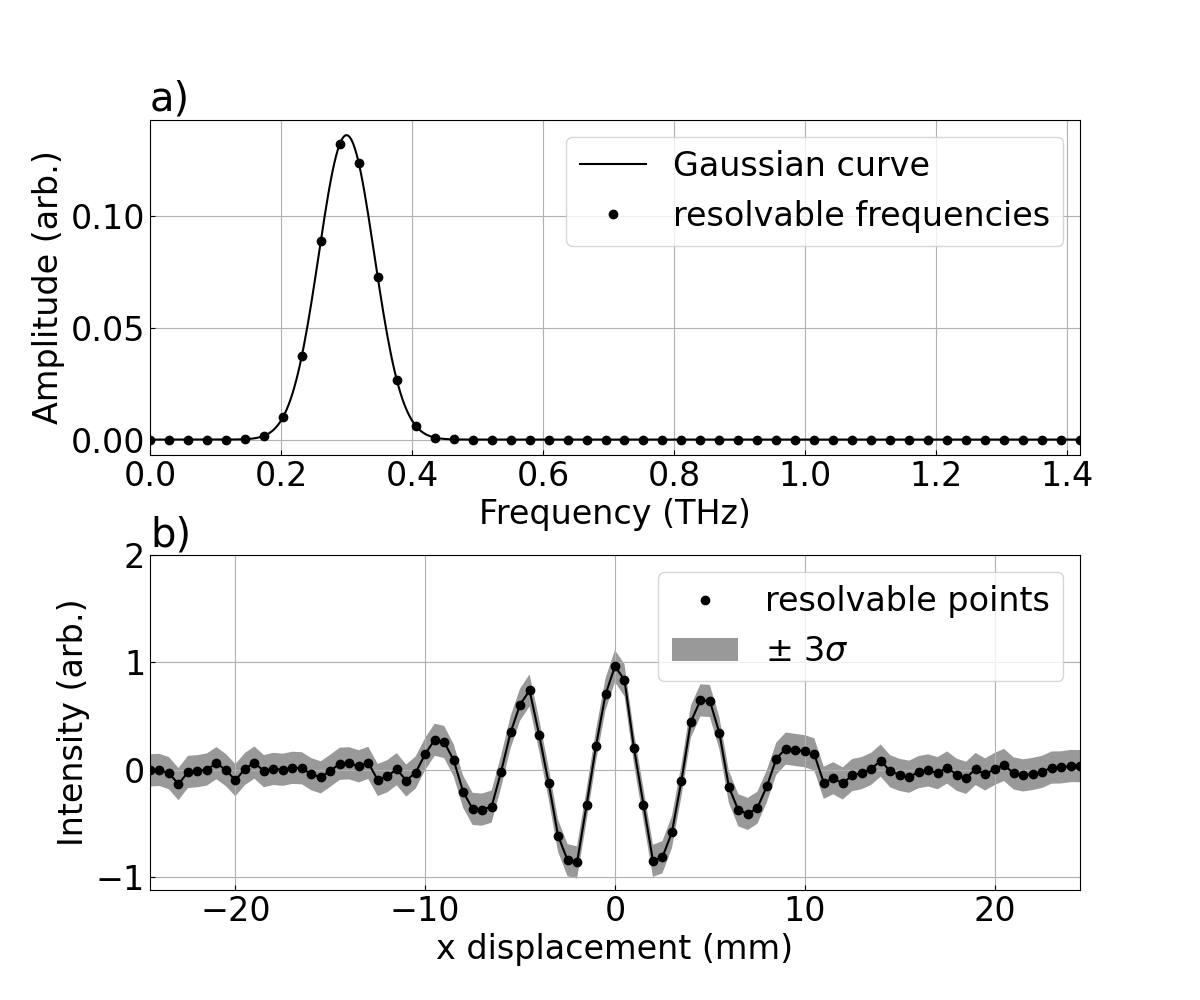 a)
Amplitude (arb.)
0.10
0.05
0.00
Gaussian curve
resolvable frequencies
0.0 0.2 0.4 0.6 0.8 1.0 1.2 1.4
Frequency (THz)
b)
Intensity (arb.)
2
1
0
−1
resolvable points
± 3σ
−20 −10 0 10 20
x displacement (mm)